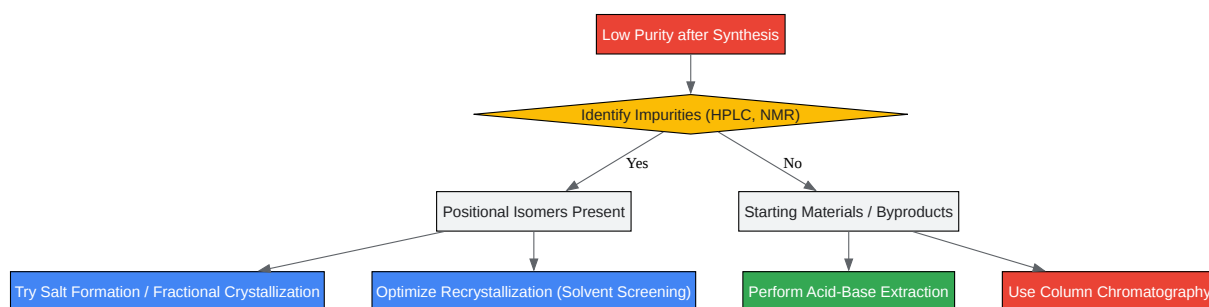 Low Purity after Synthesis
Identify Impurities (HPLC, NMR)
Yes
No
Positional Isomers Present
Starting Materials / Byproducts
Try Salt Formation / Fractional Crystallization
Optimize Recrystallization (Solvent Screening)
Perform Acid-Base Extraction
Use Column Chromatography